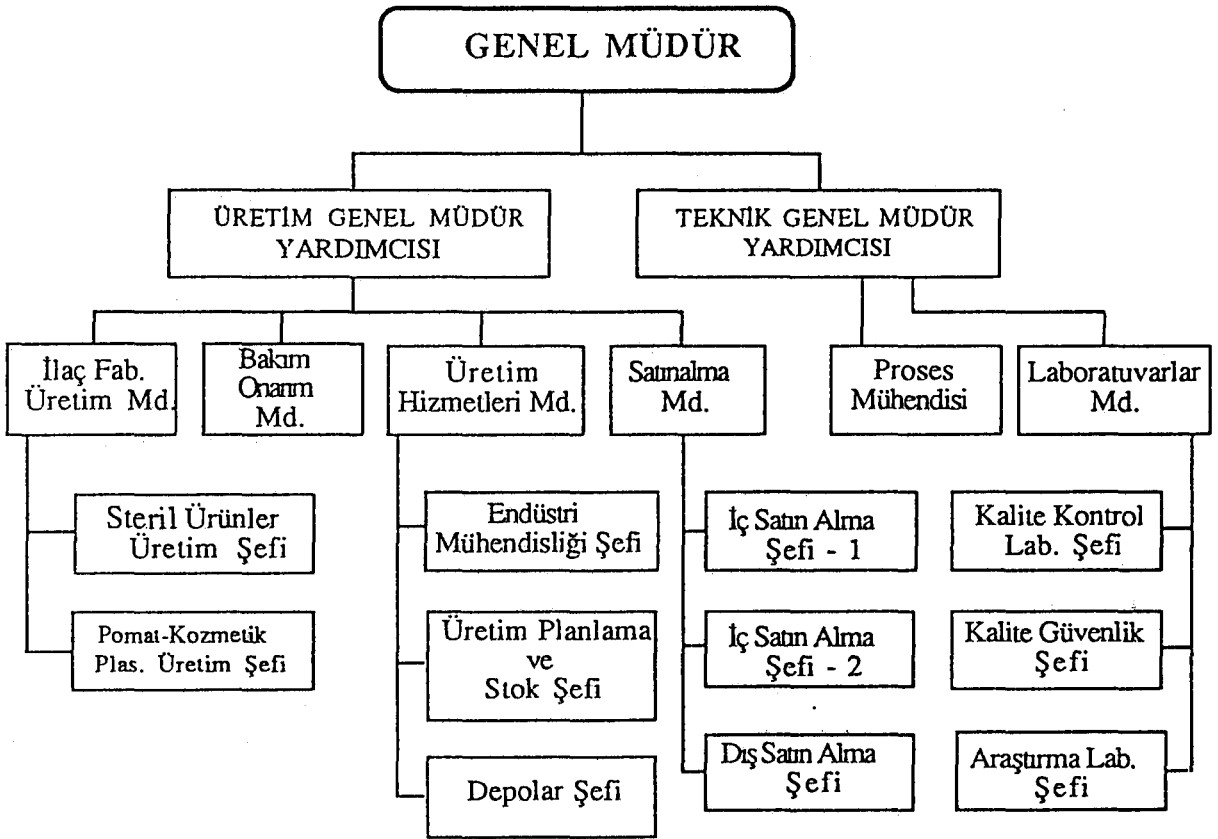 GENEL MÜDÜR
ÜRETİM GENEL MÜDÜR
YARDIMCISI
TEKNİK GENEL MÜDÜR
YARDIMCISI
İlaç Fab.
Üretim Md.
Bakım
Onarım
Md.
Üretim
Hizmetleri Md.
Satınalma
Md.
Proses
Mühendisi
Laboratuvarlar
Md.
Steril Ürünler
Üretim Şefi
Endüstri
Mühendisliği Şefi
İç Satın Alma
Şefi - 1
Kalite Kontrol
Lab. Şefi
Pomat-Kozmetik
Plas. Üretim Şefi
Üretim Planlama
ve
Stok Şefi
İç Satın Alma
Şefi - 2
Kalite Güvenlik
Şefi
Depolar Şefi
Dış Satın Alma
Şefi
Araştırma Lab.
Şefi